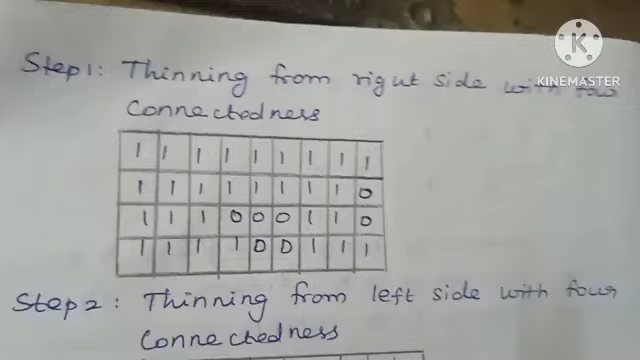 KINEMASTER
Step1: Thinning from right side with four
Connectedness
1 1 1 1 1 1 1 1 1
1 1 1 1 1 1 1 1 0
1 1 1 0 0 0 1 1 0
1 1 1 1 0 0 1 1 1
Step 2: Thinning from left side with four
Connectedness